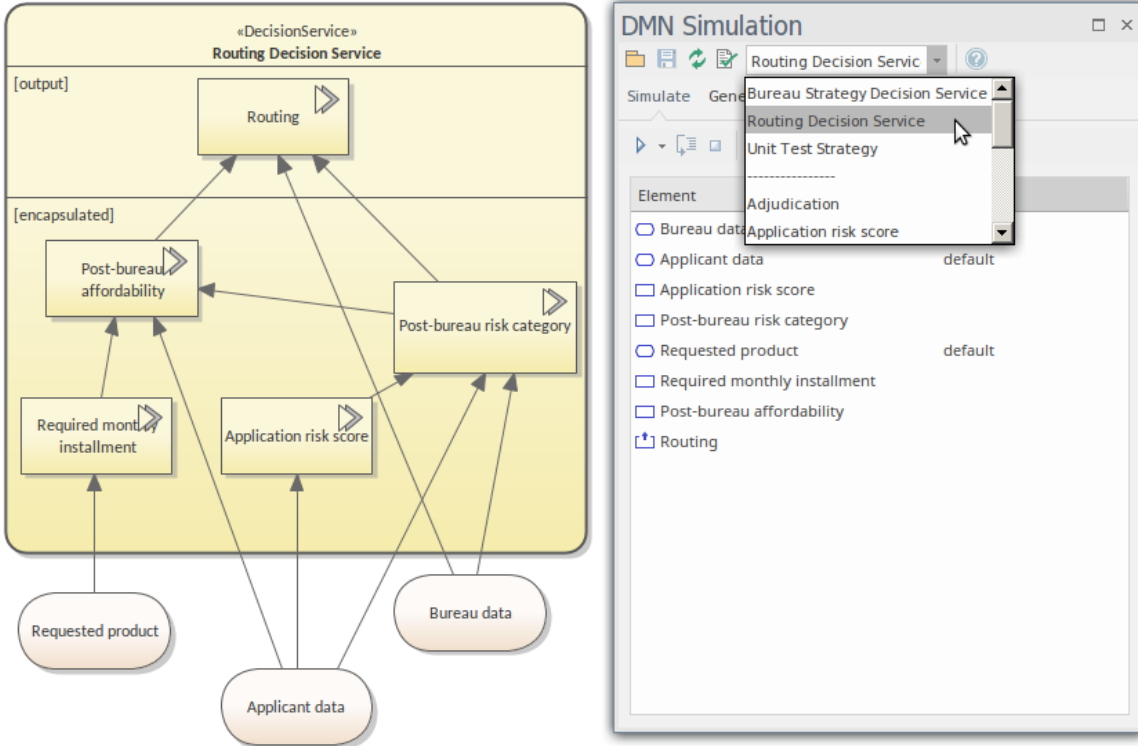 «DecisionService»
Routing Decision Service
[output]
Routing
[encapsulated]
Post-bureau
affordability
Post-bureau risk category
Required monthly
installment
Application risk score
Requested product
Applicant data
Bureau data
DMN Simulation
Routing Decision Servic
Simulate Gene
Bureau Strategy Decision Service
Routing Decision Service
Unit Test Strategy
----------------
Adjudication
Application risk score
Element
Bureau data
Applicant data default
Application risk score
Post-bureau risk category
Requested product default
Required monthly installment
Post-bureau affordability
Routing